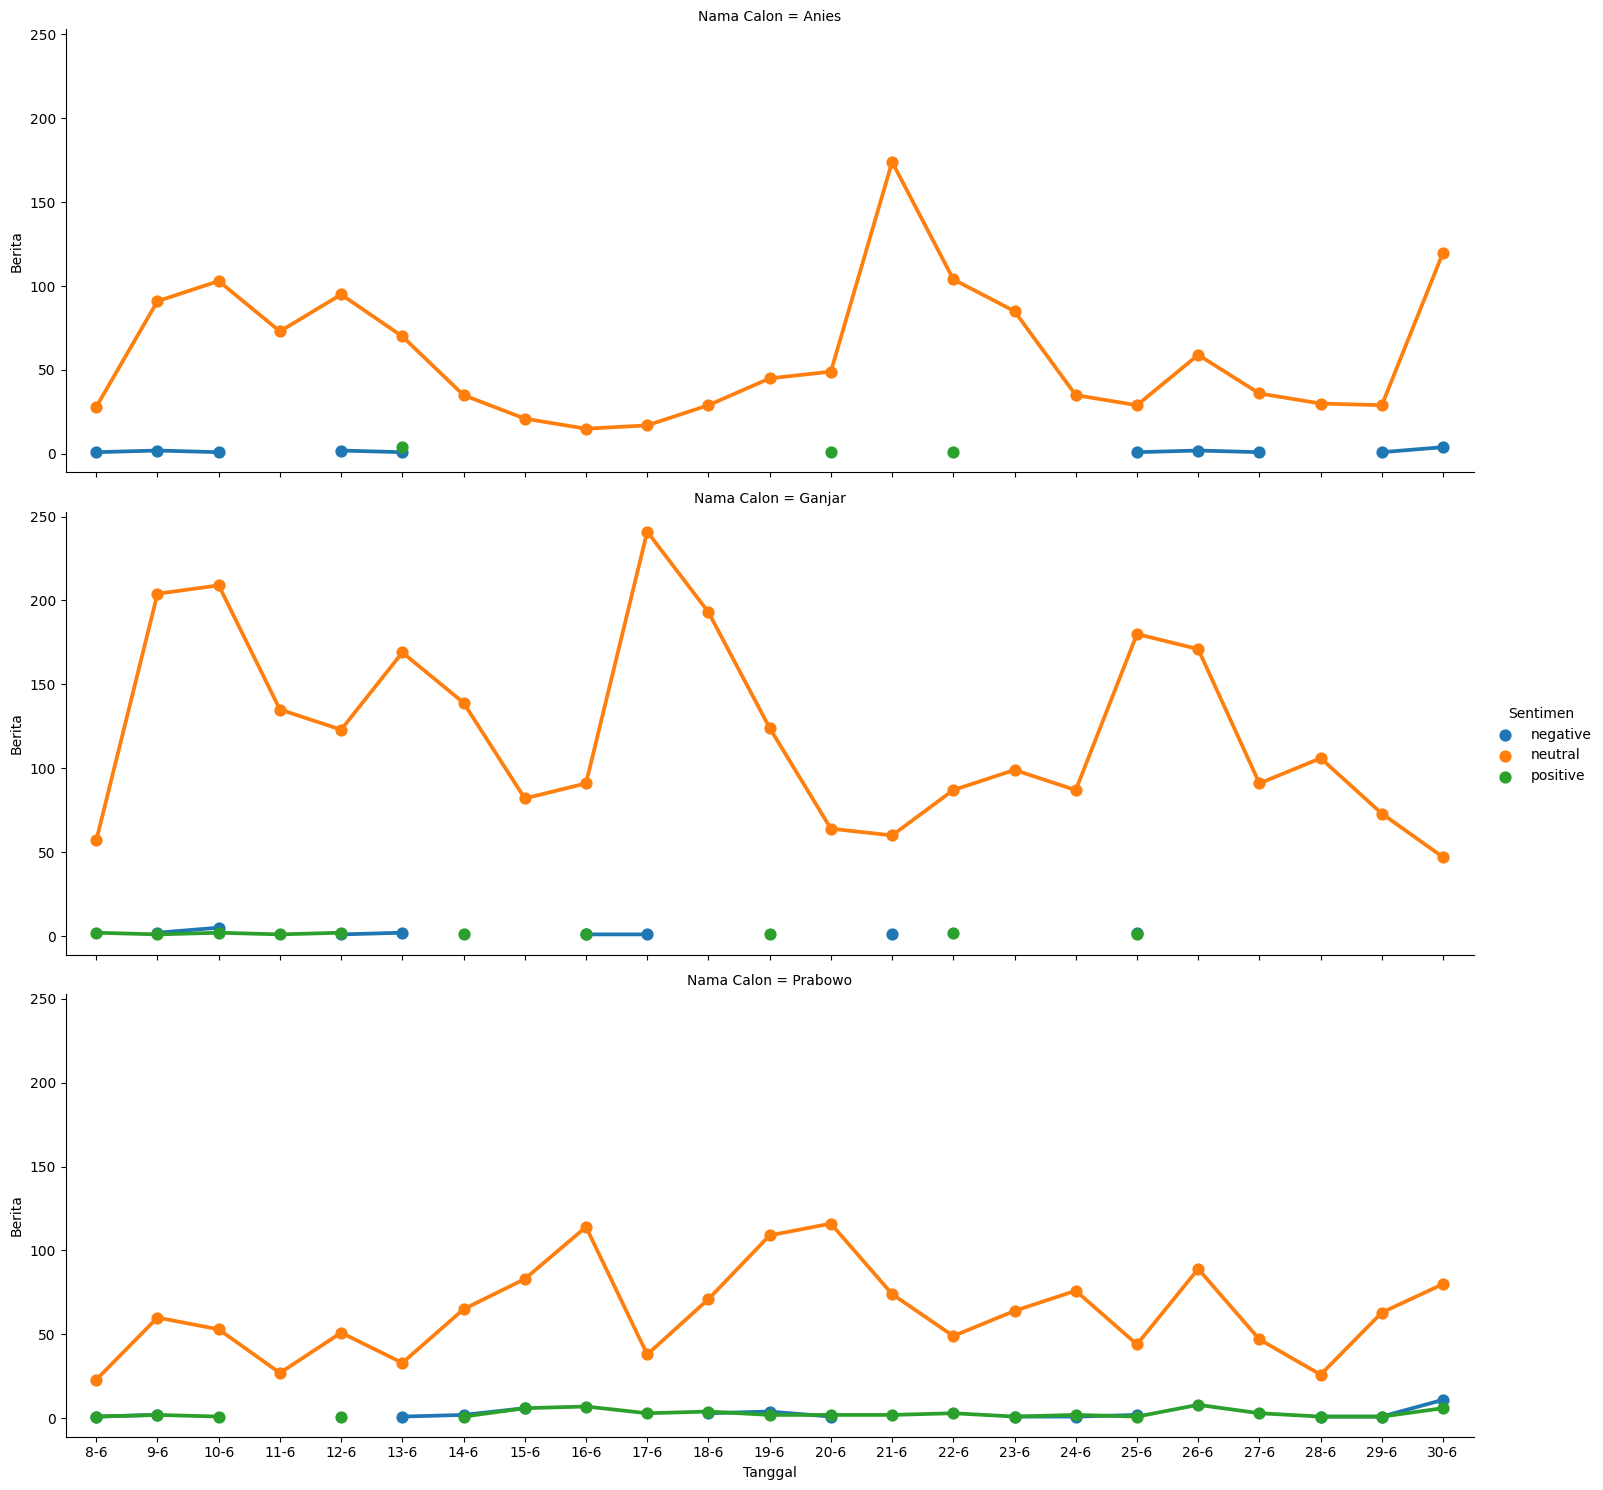 Nama Calon = Anies
250
200
150
100
50
0
Berita
Nama Calon = Ganjar
250
200
150
100
50
0
Berita
Sentimen
negative
neutral
positive
Nama Calon = Prabowo
250
200
150
100
50
0
Berita
8-6 9-6 10-6 11-6 12-6 13-6 14-6 15-6 16-6 17-6 18-6 19-6 20-6 21-6 22-6 23-6 24-6 25-6 26-6 27-6 28-6 29-6 30-6
Tanggal